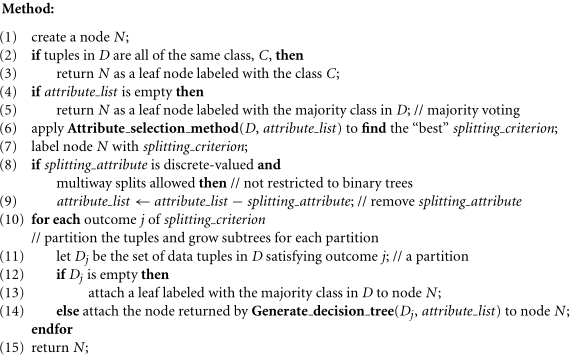 Method:
(1) create a node N;
(2) if tuples in D are all of the same class, C, then
(3) return N as a leaf node labeled with the class C;
(4) if attribute_list is empty then
(5) return N as a leaf node labeled with the majority class in D; // majority voting
(6) apply Attribute_selection_method(D, attribute_list) to find the “best” splitting_criterion;
(7) label node N with splitting_criterion;
(8) if splitting_attribute is discrete-valued and
multiway splits allowed then // not restricted to binary trees
(9) attribute_list ← attribute_list − splitting_attribute; // remove splitting_attribute
(10) for each outcome j of splitting_criterion
// partition the tuples and grow subtrees for each partition
(11) let Dj be the set of data tuples in D satisfying outcome j; // a partition
(12) if Dj is empty then
(13) attach a leaf labeled with the majority class in D to node N;
(14) else attach the node returned by Generate_decision_tree(Dj, attribute_list) to node N;
endfor
(15) return N;